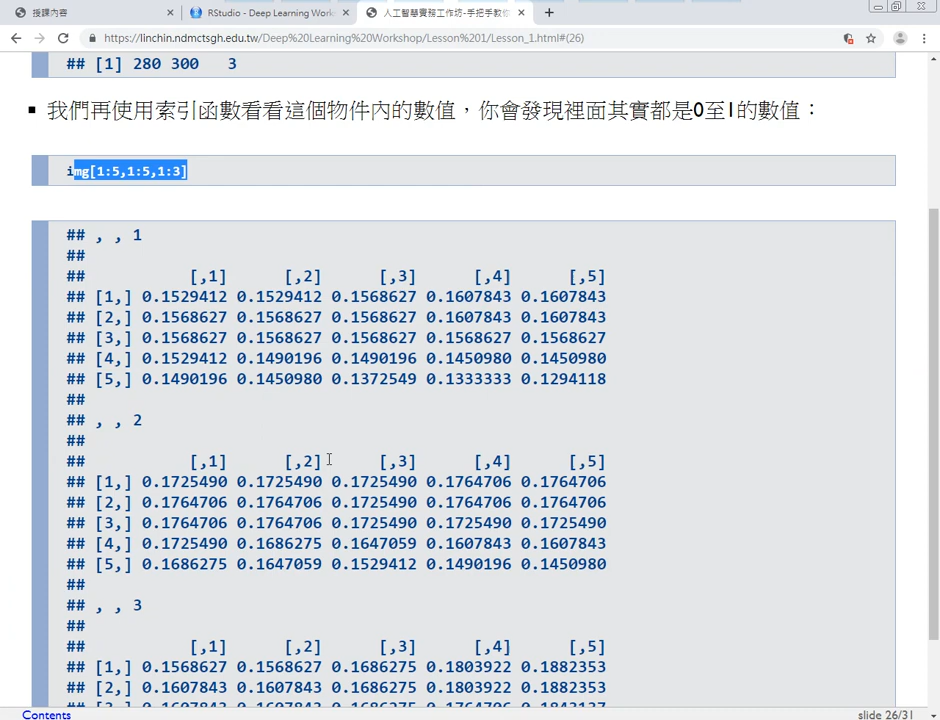 授課內容
RStudio - Deep Learning Work
人工智慧實務工作坊-手把手教
https://linchin.ndmctsgh.edu.tw/Deep%20Learning%20Workshop/Lesson%201/Lesson_1.html#(26)
## [1] 280 300   3
我們再使用索引函數看看這個物件內的數值，你會發現裡面其實都是0至1的數值：
img[1:5,1:5,1:3]
## , , 1
##
##           [,1]      [,2]      [,3]      [,4]      [,5]
## [1,] 0.1529412 0.1529412 0.1568627 0.1607843 0.1607843
## [2,] 0.1568627 0.1568627 0.1568627 0.1607843 0.1607843
## [3,] 0.1568627 0.1568627 0.1568627 0.1568627 0.1568627
## [4,] 0.1529412 0.1490196 0.1490196 0.1450980 0.1450980
## [5,] 0.1490196 0.1450980 0.1372549 0.1333333 0.1294118
##
## , , 2
##
##           [,1]      [,2]      [,3]      [,4]      [,5]
## [1,] 0.1725490 0.1725490 0.1725490 0.1764706 0.1764706
## [2,] 0.1764706 0.1764706 0.1725490 0.1764706 0.1764706
## [3,] 0.1764706 0.1764706 0.1725490 0.1725490 0.1725490
## [4,] 0.1725490 0.1686275 0.1647059 0.1607843 0.1607843
## [5,] 0.1686275 0.1647059 0.1529412 0.1490196 0.1450980
##
## , , 3
##
##           [,1]      [,2]      [,3]      [,4]      [,5]
## [1,] 0.1568627 0.1568627 0.1686275 0.1803922 0.1882353
## [2,] 0.1607843 0.1607843 0.1686275 0.1803922 0.1882353
## [3,] 0.1607843 0.1607843 0.1686275 0.1764706 0.1843137
Contents
slide 26/31